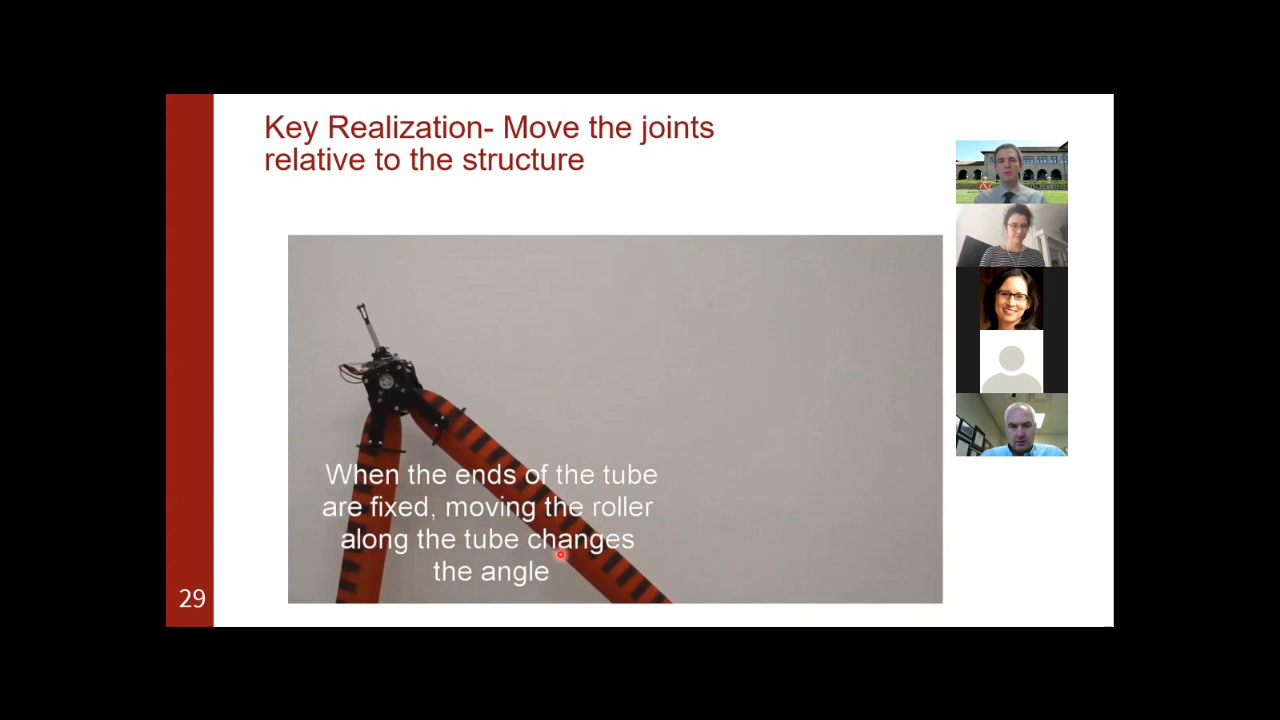 Key Realization- Move the joints
relative to the structure
When the ends of the tube
are fixed, moving the roller
along the tube changes
the angle
29